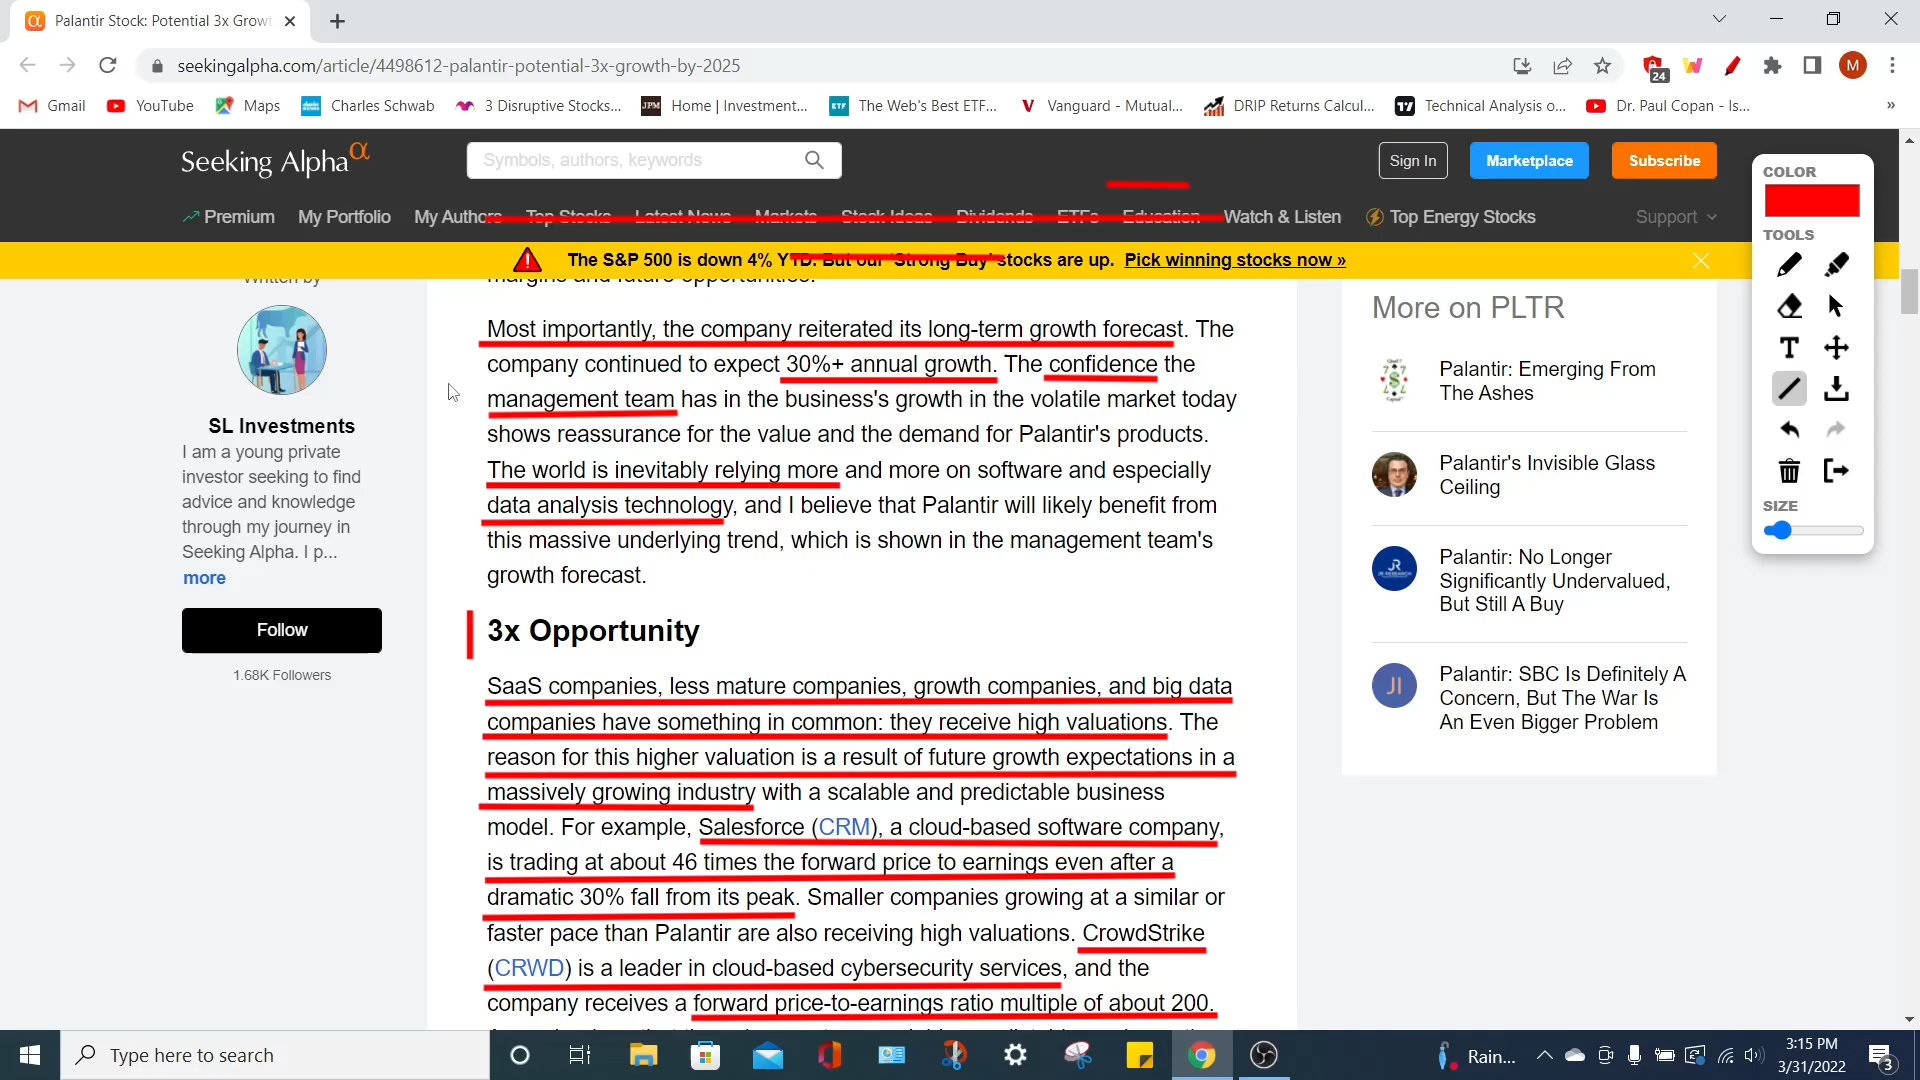 Palantir Stock: Potential 3x Growt
seekingalpha.com/article/4498612-palantir-potential-3x-growth-by-2025
24
M
Gmail
YouTube
Maps
Charles Schwab
3 Disruptive Stocks...
JPM
Home | Investment...
ETF
The Web's Best ETF...
Vanguard - Mutual...
DRIP Returns Calcul...
Technical Analysis o...
Dr. Paul Copan - Is...
»
Seeking Alpha α
Symbols, authors, keywords
Sign In
Marketplace
Subscribe
Premium
My Portfolio
My Authors
Top Stocks
Latest News
Markets
Stock Ideas
Dividends
ETFs
Education
Watch & Listen
Top Energy Stocks
Support
The S&P 500 is down 4% YTD. But our 'Strong Buy' stocks are up. Pick winning stocks now »
Written by
SL Investments
I am a young private
investor seeking to find
advice and knowledge
through my journey in
Seeking Alpha. I p...
more
Follow
1.68K Followers
margins and future opportunities.
Most importantly, the company reiterated its long-term growth forecast. The
company continued to expect 30%+ annual growth. The confidence the
management team has in the business's growth in the volatile market today
shows reassurance for the value and the demand for Palantir's products.
The world is inevitably relying more and more on software and especially
data analysis technology, and I believe that Palantir will likely benefit from
this massive underlying trend, which is shown in the management team's
growth forecast.
3x Opportunity
SaaS companies, less mature companies, growth companies, and big data
companies have something in common: they receive high valuations. The
reason for this higher valuation is a result of future growth expectations in a
massively growing industry with a scalable and predictable business
model. For example, Salesforce (CRM), a cloud-based software company,
is trading at about 46 times the forward price to earnings even after a
dramatic 30% fall from its peak. Smaller companies growing at a similar or
faster pace than Palantir are also receiving high valuations. CrowdStrike
(CRWD) is a leader in cloud-based cybersecurity services, and the
company receives a forward price-to-earnings ratio multiple of about 200.
More on PLTR
Palantir: Emerging From
The Ashes
Palantir's Invisible Glass
Ceiling
JR
Palantir: No Longer
Significantly Undervalued,
But Still A Buy
JI
Palantir: SBC Is Definitely A
Concern, But The War Is
An Even Bigger Problem
COLOR
TOOLS
T
SIZE
Type here to search
Rain...
3:15 PM
3/31/2022
3